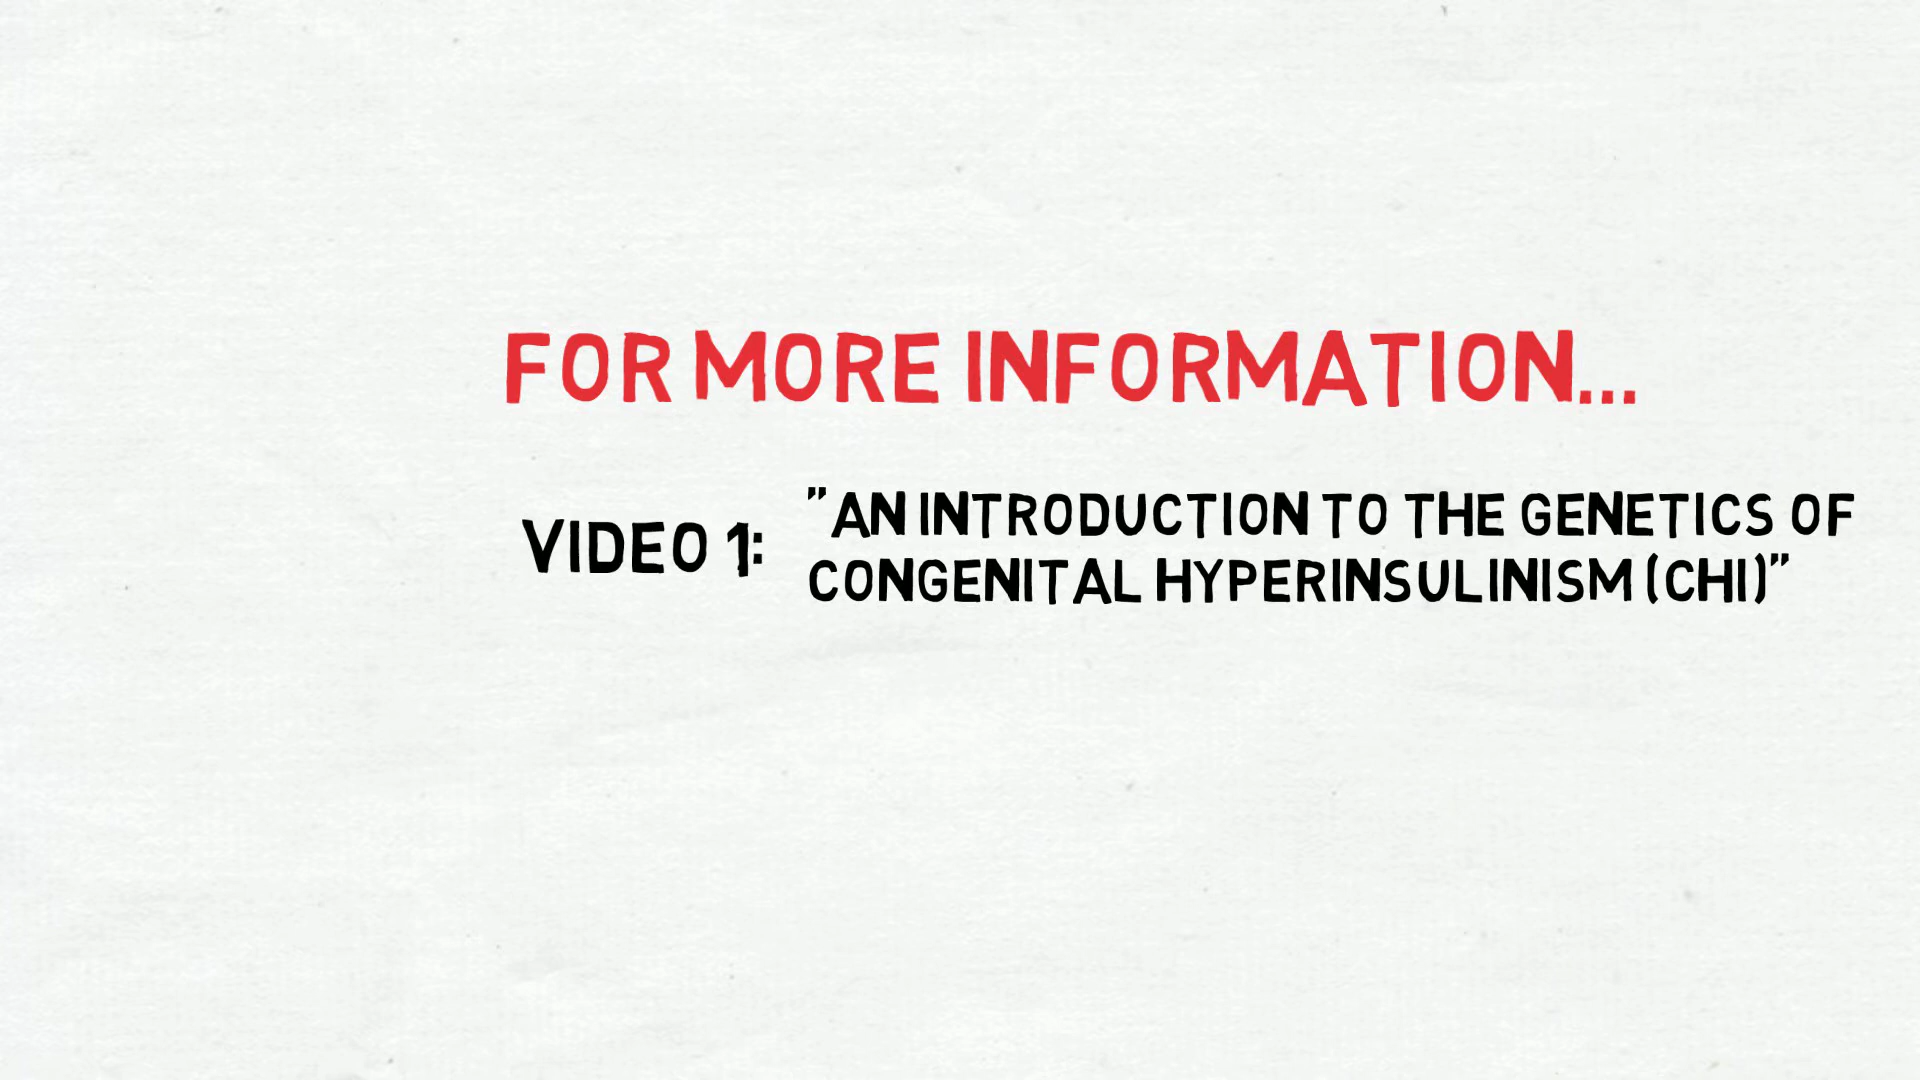 FOR MORE INFORMATION...
VIDEO 1:
"AN INTRODUCTION TO THE GENETICS OF
CONGENITAL HYPERINSULINISM (CHI)"